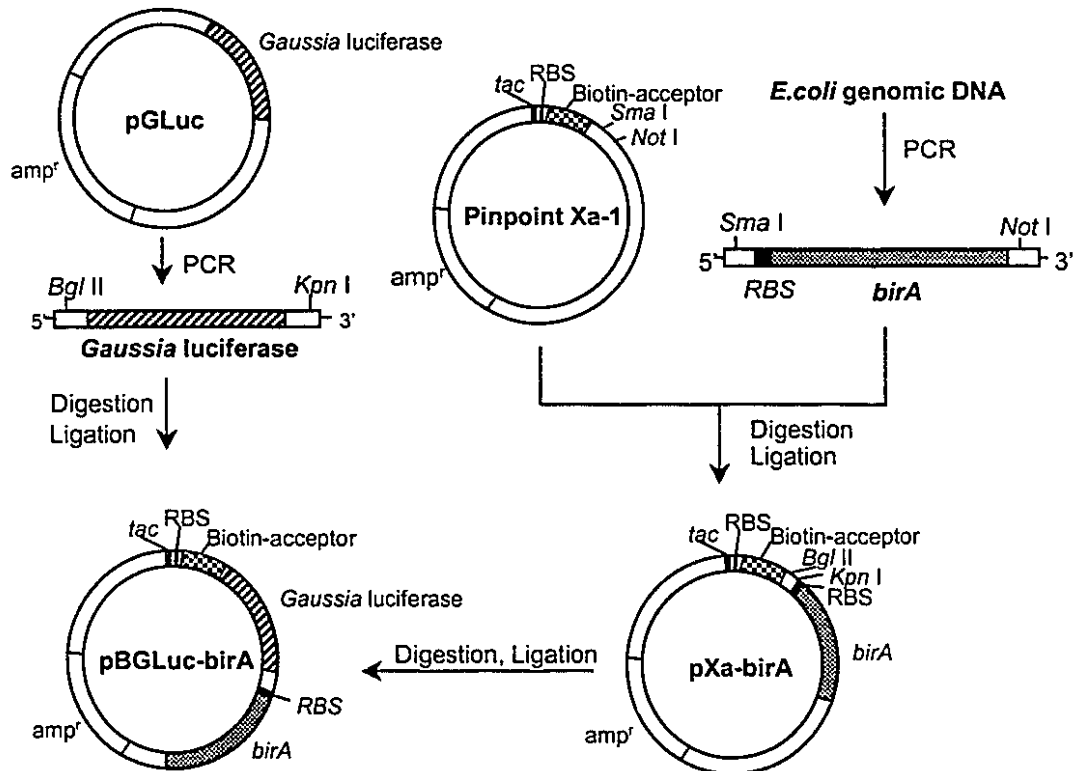 Gaussia luciferase
pGLuc
amp^r
PCR
Bgl II
Kpn I
5'
3'
Gaussia luciferase
Digestion
Ligation
tac
RBS
Biotin-acceptor
Sma I
Not I
Pinpoint Xa-1
amp^r
E.coli genomic DNA
PCR
Sma I
Not I
5'
3'
RBS
birA
Digestion
Ligation
tac
RBS
Biotin-acceptor
Gaussia luciferase
pBGLuc-birA
RBS
amp^r
birA
Digestion, Ligation
tac
RBS
Biotin-acceptor
Bgl II
Kpn I
RBS
birA
pXa-birA
amp^r